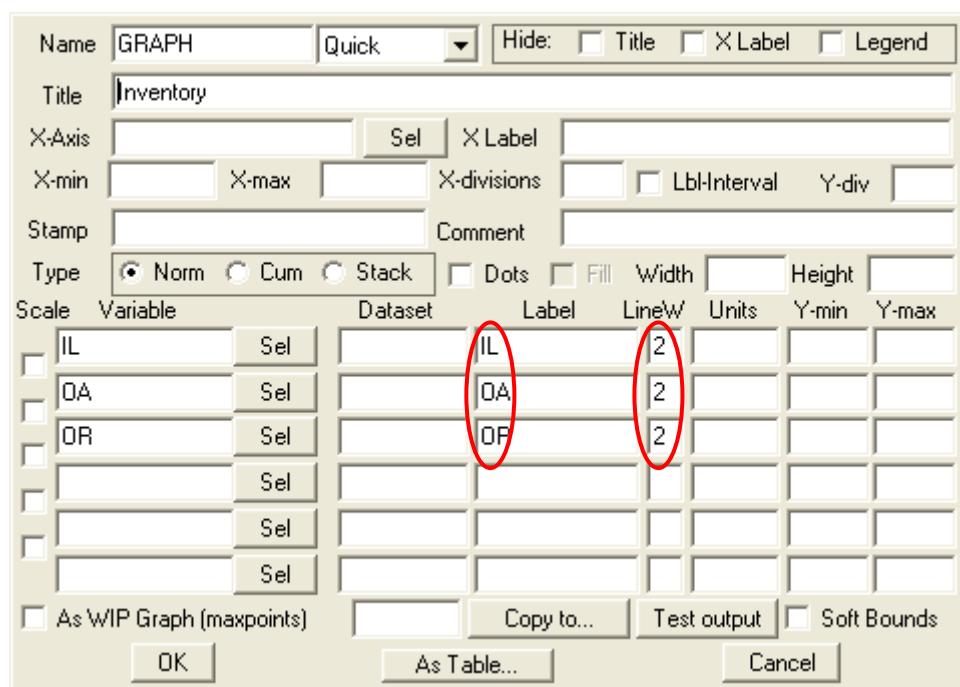 Name GRAPH Quick Hide: Title X Label Legend
Title Inventory
X-Axis Sel X Label
X-min X-max X-divisions Lbl-Interval Y-div
Stamp Comment
Type Norm Cum Stack Dots Fill Width Height
Scale Variable Dataset Label LineW Units Y-min Y-max
IL Sel IL 2
OA Sel OA 2
OR Sel OR 2
Sel
Sel
Sel
As WIP Graph (maxpoints) Copy to... Test output Soft Bounds
OK As Table... Cancel